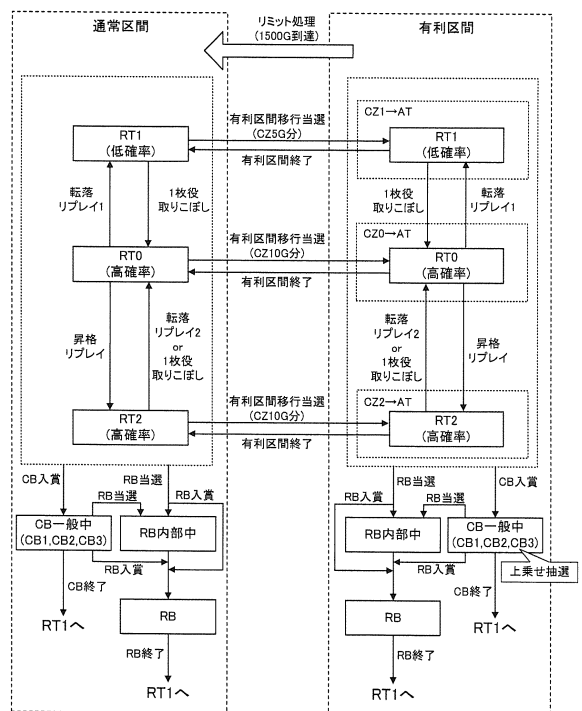 リミット処理
(1500G到達)
通常区間
有利区間
CZ1→AT
RT1
(低確率)
有利区間移行当選
(CZ5G分)
有利区間終了
RT1
(低確率)
転落
リプレイ1
1枚役
取りこぼし
1枚役
取りこぼし
転落
リプレイ1
CZ0→AT
RT0
(高確率)
有利区間移行当選
(CZ10G分)
有利区間終了
RT0
(高確率)
昇格
リプレイ
転落
リプレイ2
or
1枚役
取りこぼし
転落
リプレイ2
or
1枚役
取りこぼし
昇格
リプレイ
CZ2→AT
RT2
(高確率)
有利区間移行当選
(CZ10G分)
有利区間終了
RT2
(高確率)
CB入賞
RB当選
RB当選
RB入賞
CB一般中
(CB1,CB2,CB3)
RB内部中
RB入賞
CB終了
RT1へ
RB
RB終了
RT1へ
RB当選
CB入賞
RB入賞
RB当選
RB内部中
CB一般中
(CB1,CB2,CB3)
RB入賞
上乗せ抽選
CB終了
RT1へ
RB
RB終了
RT1へ